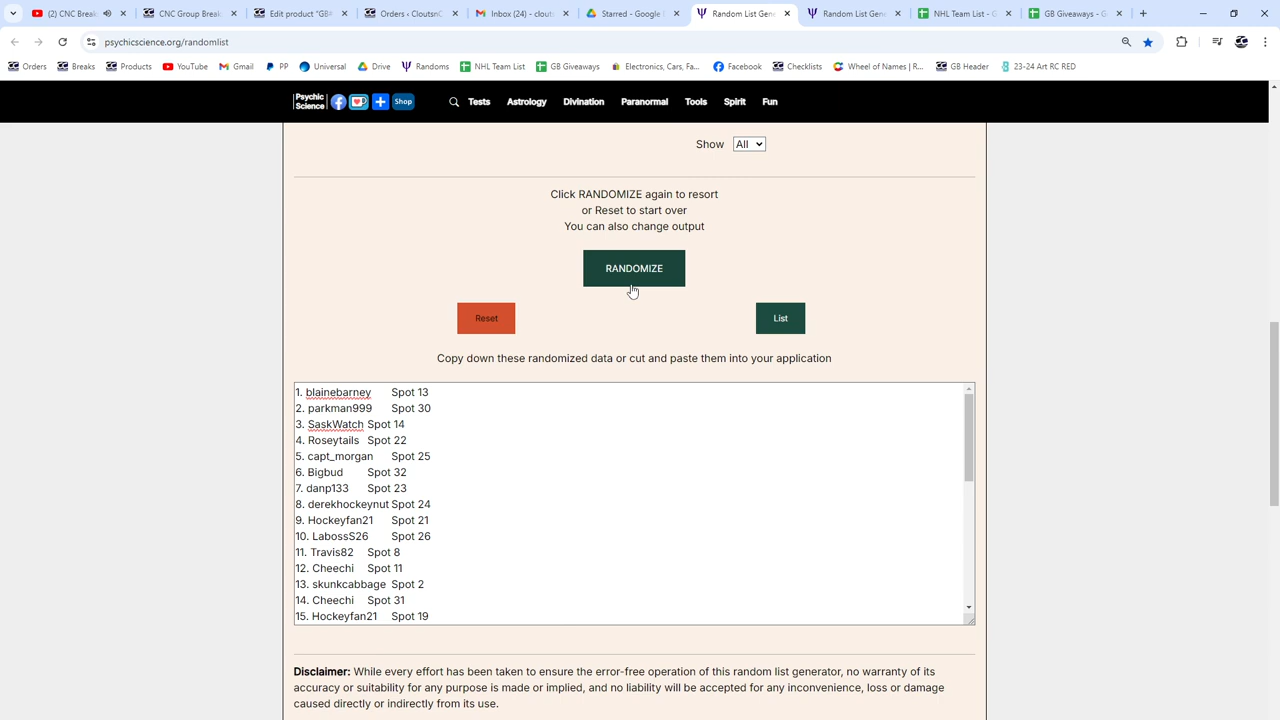 (2) CNC Break
CNC Group Break
Edit product "GB#
Orders ‹ CloutsnC
Inbox (24) - clouts
Starred - Google
Random List Gene
Random List Gene
NHL Team List - G
GB Giveaways - G
psychicscience.org/randomlist
Orders
Breaks
Products
YouTube
Gmail
PP
Universal
Drive
Randoms
NHL Team List
GB Giveaways
Electronics, Cars, Fa...
Facebook
Checklists
Wheel of Names | R...
GB Header
23-24 Art RC RED
Psychic
Science
Shop
Tests
Astrology
Divination
Paranormal
Tools
Spirit
Fun
Show All
Click RANDOMIZE again to resort
or Reset to start over
You can also change output
RANDOMIZE
Reset
List
Copy down these randomized data or cut and paste them into your application
1. blainebarney Spot 13
2. parkman999 Spot 30
3. SaskWatch Spot 14
4. Roseytails Spot 22
5. capt_morgan Spot 25
6. Bigbud Spot 32
7. danp133 Spot 23
8. derekhockeynut Spot 24
9. Hockeyfan21 Spot 21
10. LabossS26 Spot 26
11. Travis82 Spot 8
12. Cheechi Spot 11
13. skunkcabbage Spot 2
14. Cheechi Spot 31
15. Hockeyfan21 Spot 19
Disclaimer: While every effort has been taken to ensure the error-free operation of this random list generator, no warranty of its
accuracy or suitability for any purpose is made or implied, and no liability will be accepted for any inconvenience, loss or damage
caused directly or indirectly from its use.